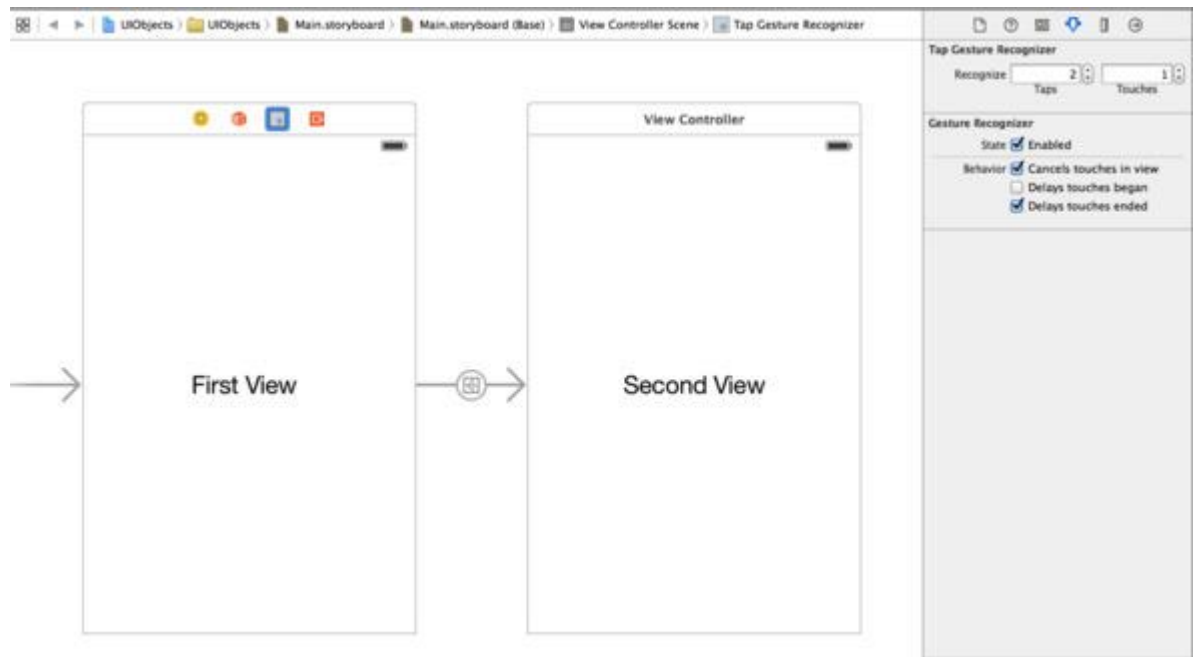 UIObjects UIObjects Main.storyboard Main.storyboard (Base) View Controller Scene Tap Gesture Recognizer
Tap Gesture Recognizer
Recognize 2 1
Taps Touches
View Controller
Gesture Recognizer
State Enabled
Behavior Cancels touches in view
Delays touches began
Delays touches ended
First View
Second View